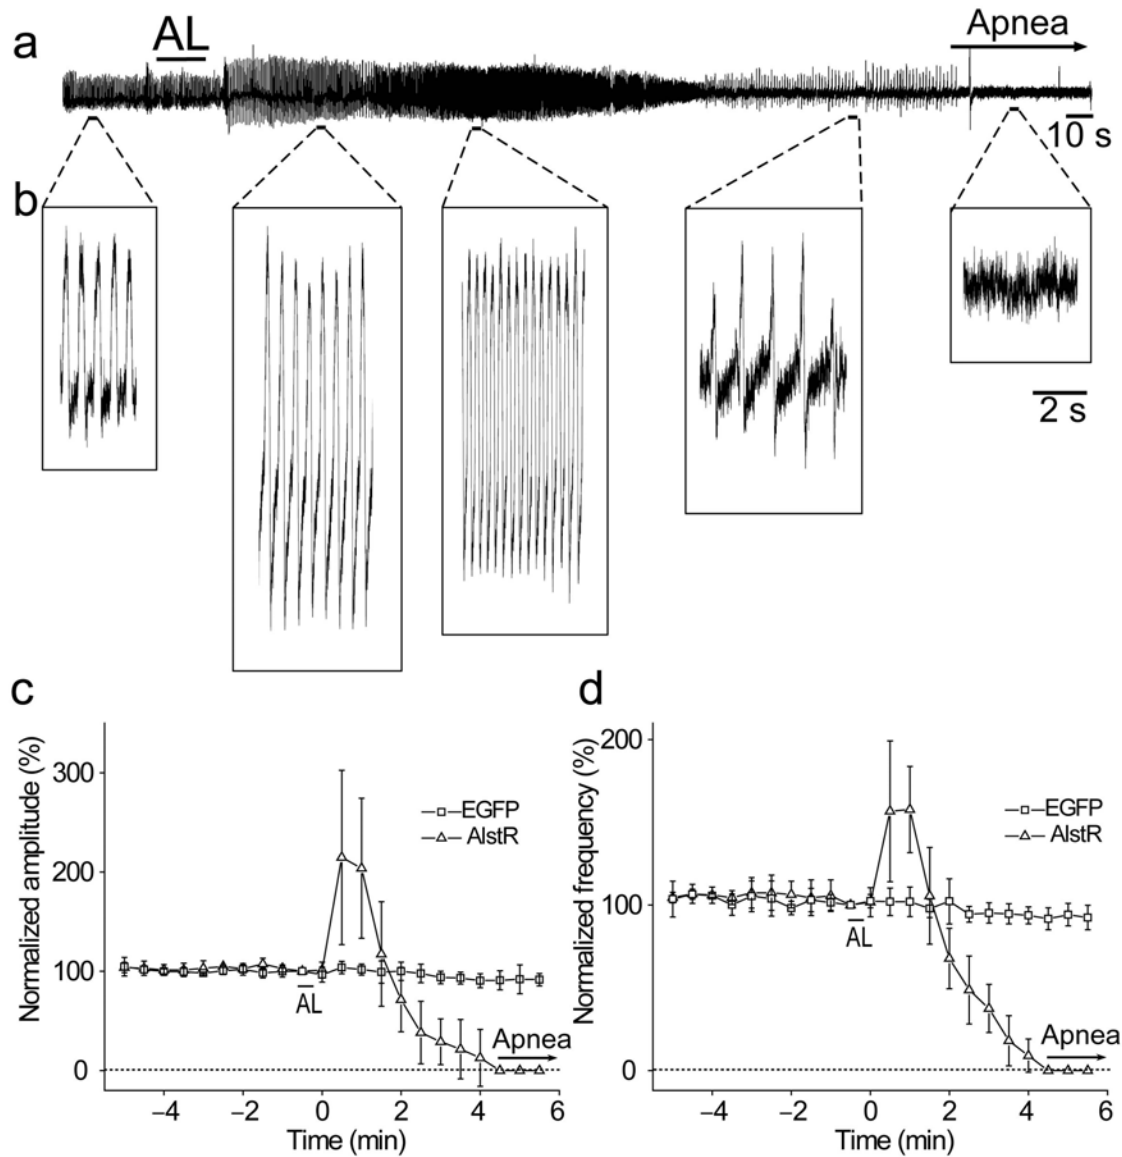 a
AL
Apnea
10 s
b
2 s
c
d
Normalized amplitude (%)
300
200
100
0
EGFP
AlstR
AL
Apnea
−4
−2
0
2
4
6
Time (min)
Normalized frequency (%)
200
100
0
EGFP
AlstR
AL
Apnea
−4
−2
0
2
4
6
Time (min)